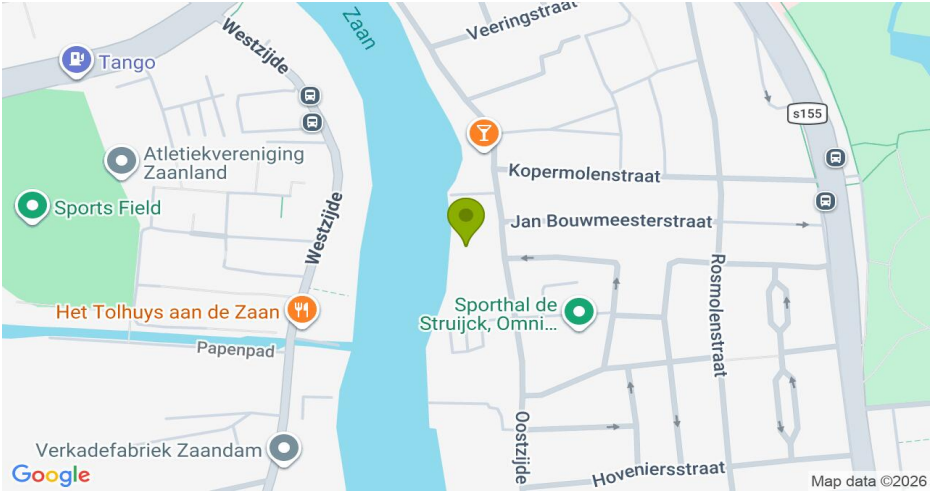 Veeringstraat
Zaan
Westzijde
Tango
s155
Atletiekvereniging
Zaanland
Kopermolenstraat
Sports Field
Jan Bouwmeesterstraat
Westzijde
Het Tolhuys aan de Zaan
Sporthal de
Struijck, Omni...
Rosmolenstraat
Papenpad
Oostzijde
Verkadefabriek Zaandam
Hoveniersstraat
Google
Map data ©2026